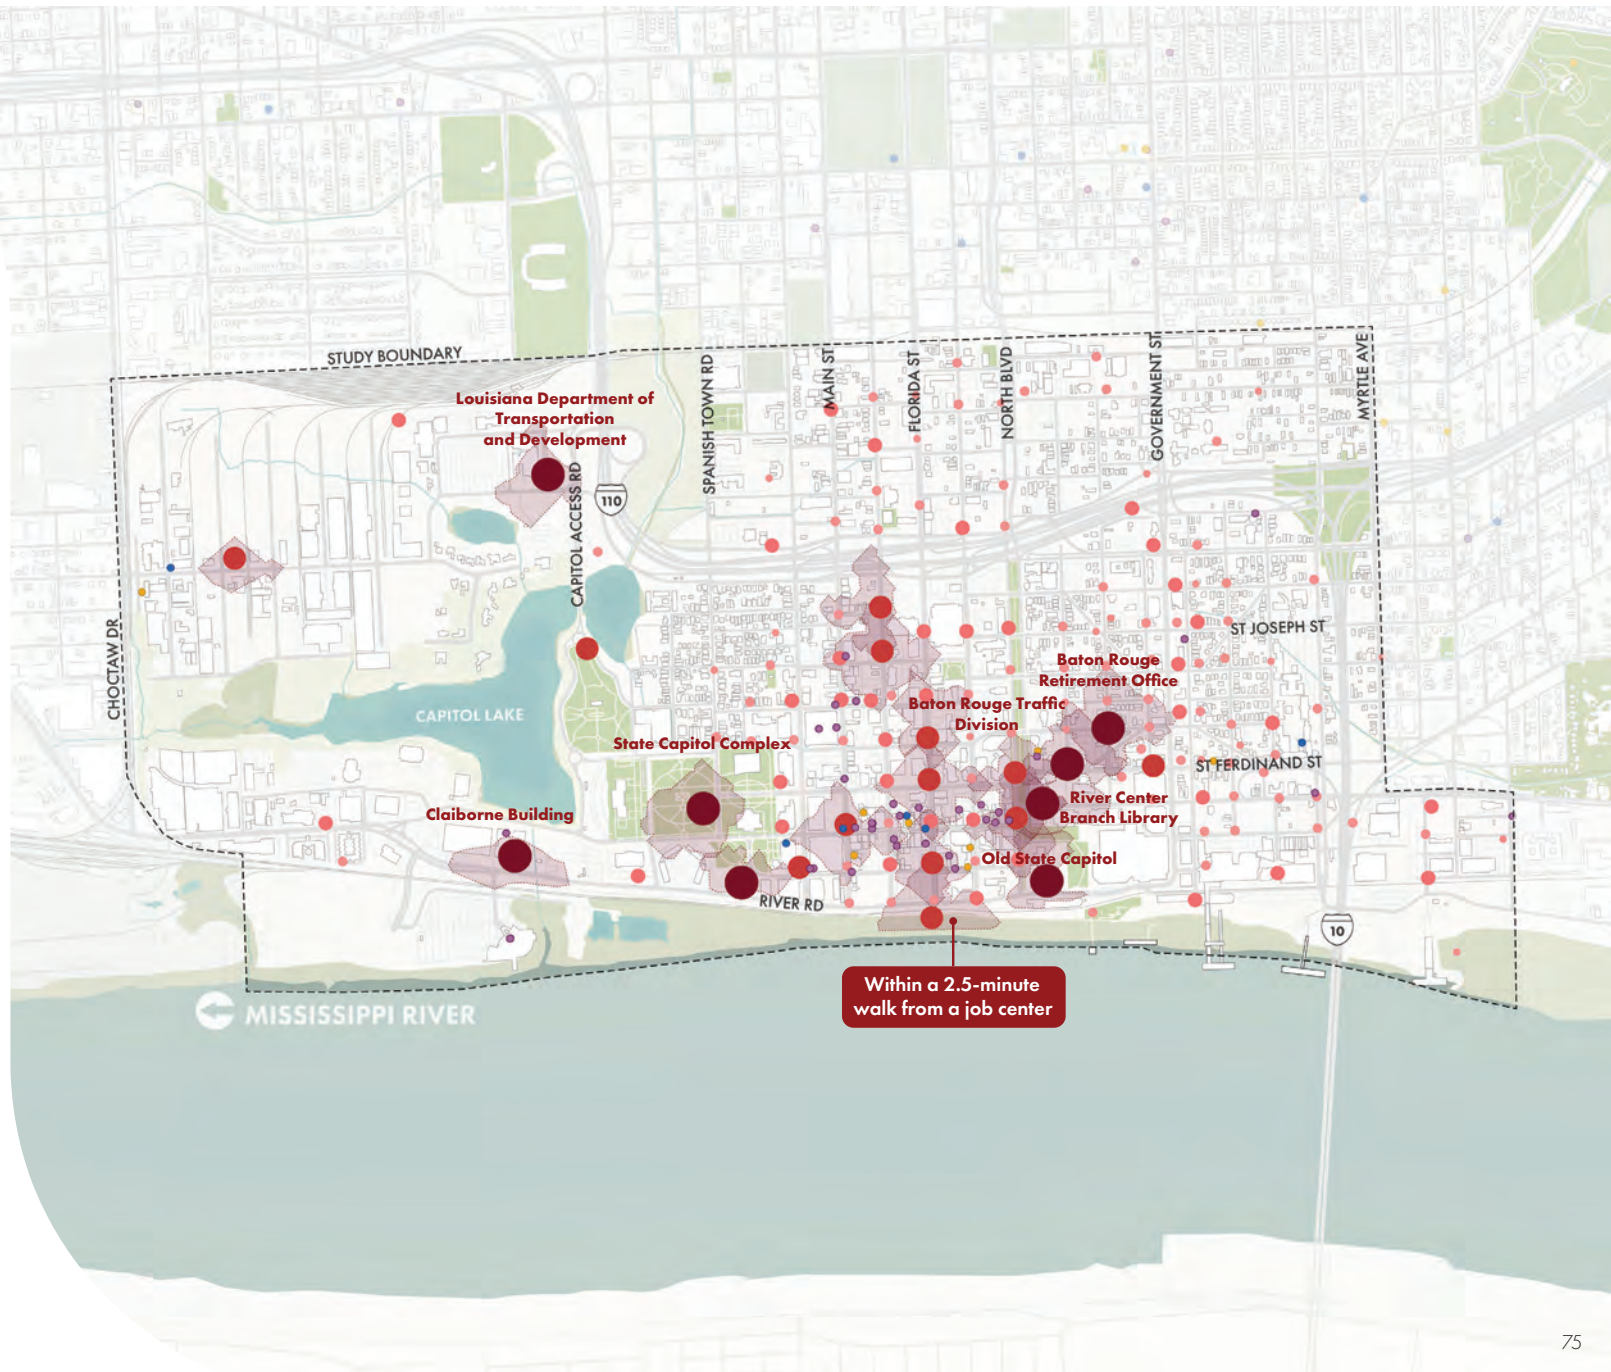 STUDY BOUNDARY
Louisiana Department of
Transportation
and Development
SPANISH TOWN RD
MAIN ST
FLORIDA ST
NORTH BLVD
GOVERNMENT ST
MYRTLE AVE
CAPITOL ACCESS RD
110
CHOCTAW DR
ST JOSEPH ST
Baton Rouge
Retirement Office
CAPITOL LAKE
Baton Rouge Traffic
Division
State Capitol Complex
ST FERDINAND ST
River Center
Branch Library
Claiborne Building
Old State Capitol
RIVER RD
10
Within a 2.5-minute
walk from a job center
MISSISSIPPI RIVER
75